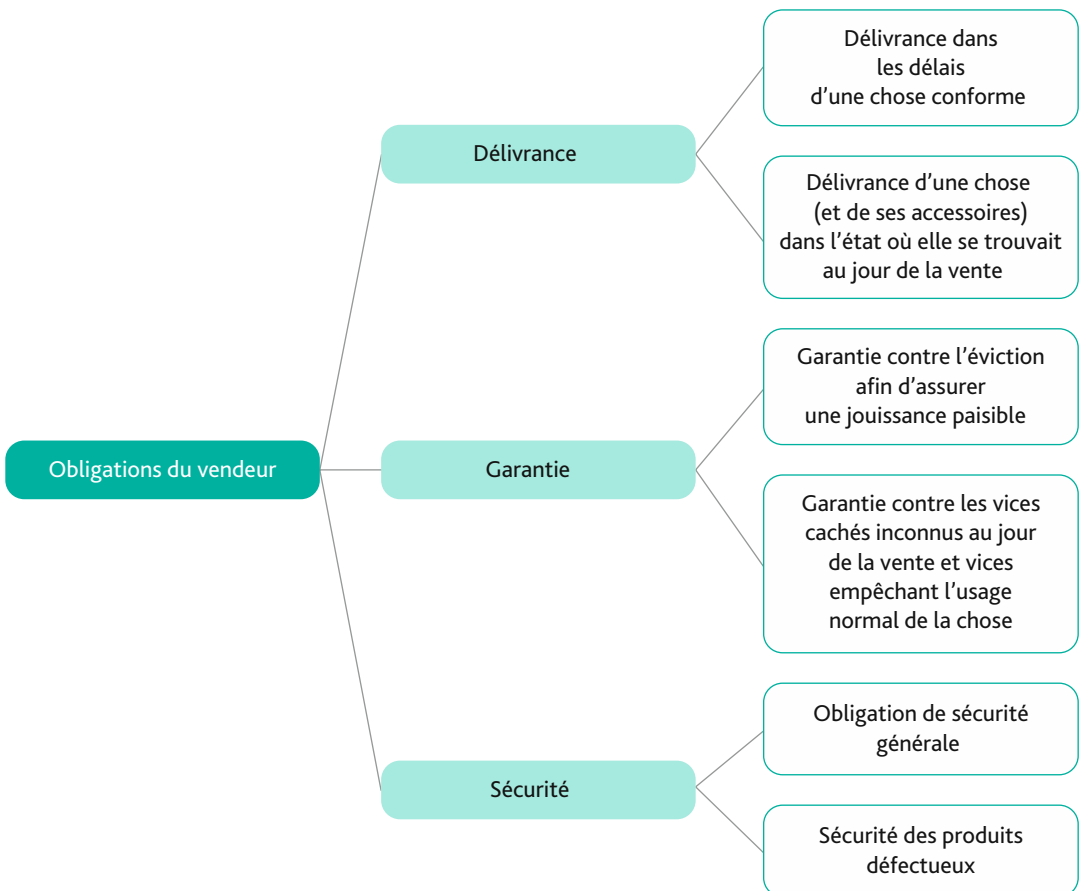 Obligations du vendeur
Délivrance
Délivrance dans
les délais
d’une chose conforme
Délivrance d’une chose
(et de ses accessoires)
dans l’état où elle se trouvait
au jour de la vente
Garantie
Garantie contre l’éviction
afin d’assurer
une jouissance paisible
Garantie contre les vices
cachés inconnus au jour
de la vente et vices
empêchant l’usage
normal de la chose
Sécurité
Obligation de sécurité
générale
Sécurité des produits
défectueux